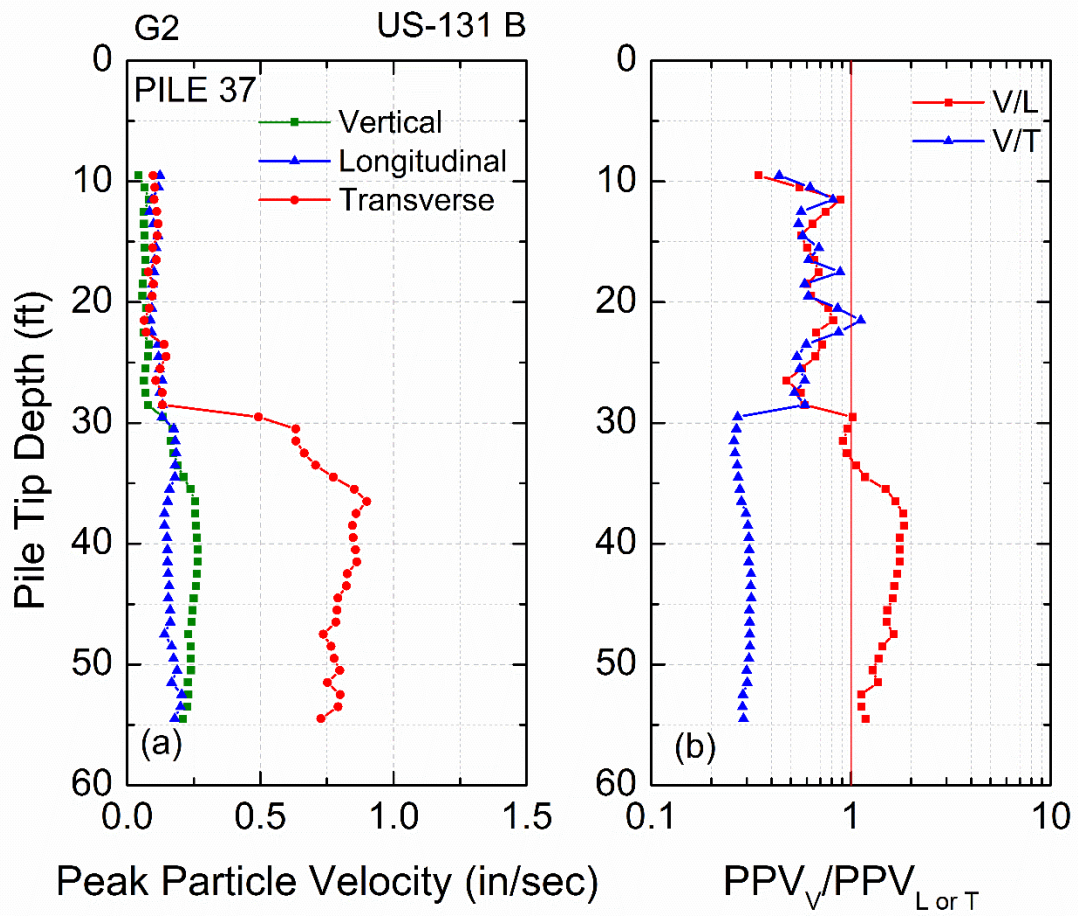 G2 US-131 B
PILE 37
Vertical
Longitudinal
Transverse
V/L
V/T
0
10
20
30
40
50
60
Pile Tip Depth (ft)
(a)
0.0 0.5 1.0 1.5
Peak Particle Velocity (in/sec)
0
10
20
30
40
50
60
(b)
0.1 1 10
PPV_V/PPV_L or T